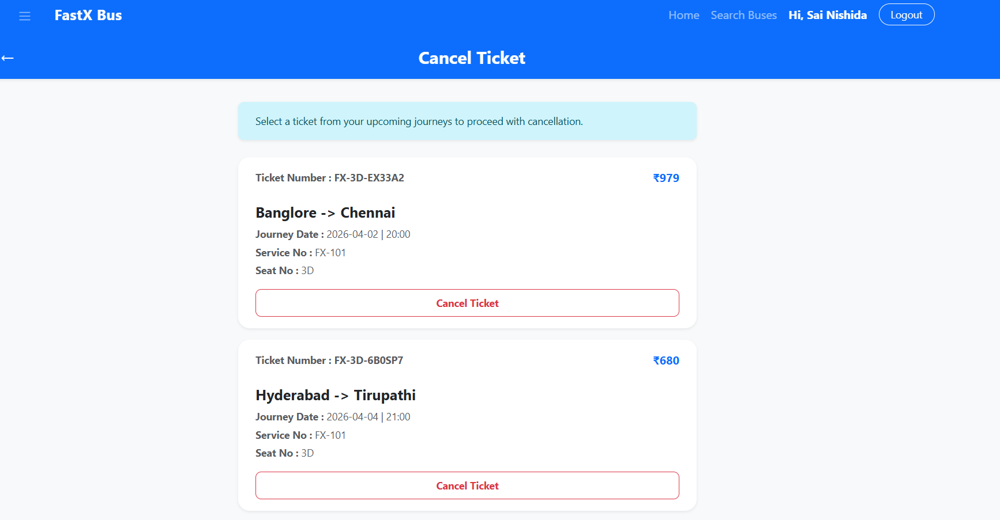 FastX Bus
Home Search Buses Hi, Sai Nishida Logout
Cancel Ticket
Select a ticket from your upcoming journeys to proceed with cancellation.
Ticket Number : FX-3D-EX33A2 ₹979
Banglore -> Chennai
Journey Date : 2026-04-02 | 20:00
Service No : FX-101
Seat No : 3D
Cancel Ticket
Ticket Number : FX-3D-6B0SP7 ₹680
Hyderabad -> Tirupathi
Journey Date : 2026-04-04 | 21:00
Service No : FX-101
Seat No : 3D
Cancel Ticket